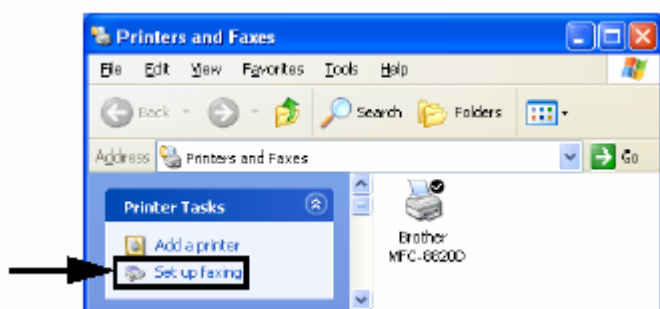 Printers and Faxes
File Edit View Favorites Tools Help
Back Search Folders
Address Printers and Faxes Go
Printer Tasks
Add a printer
Set up faxing
Brother
MFC-8820D